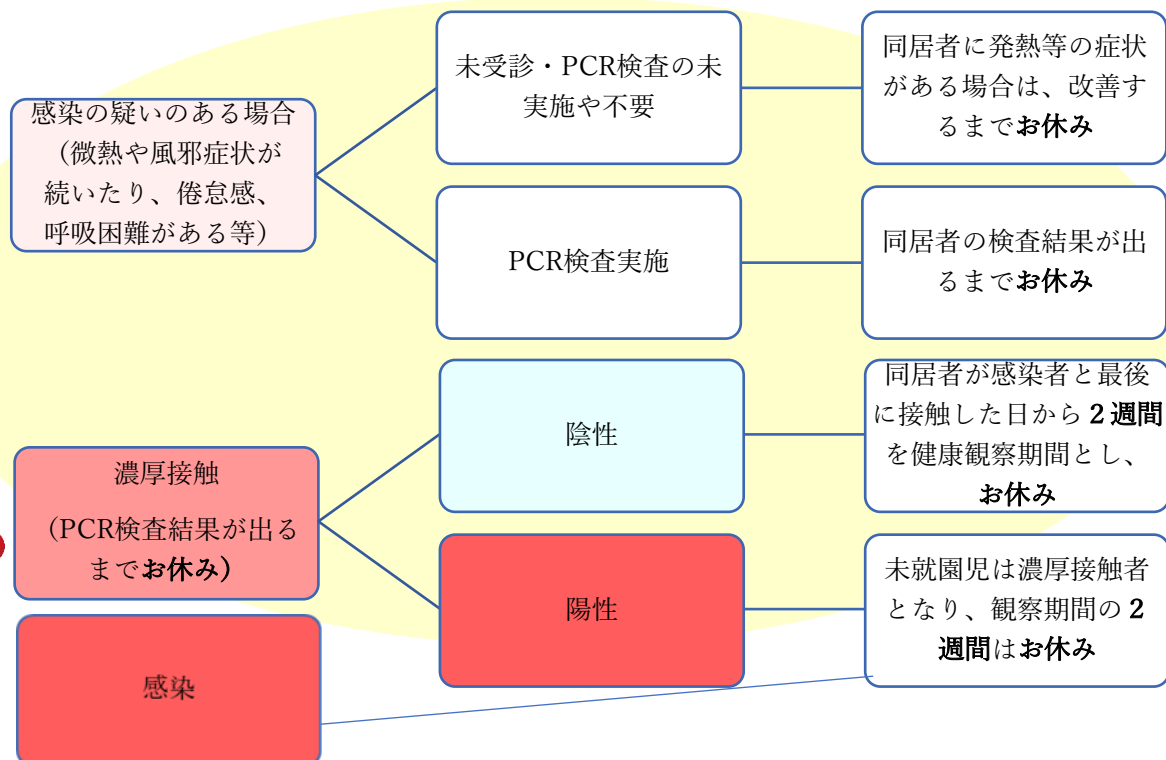 感染の疑いのある場合
（微熱や風邪症状が
続いたり、倦怠感、
呼吸困難がある等）
未受診・PCR検査の未
実施や不要
同居者に発熱等の症状
がある場合は、改善す
るまでお休み
PCR検査実施
同居者の検査結果が出
るまでお休み
濃厚接触
（PCR検査結果が出る
までお休み）
陰性
同居者が感染者と最後
に接触した日から２週間
を健康観察期間とし、
お休み
陽性
未就園児は濃厚接触者
となり、観察期間の２
週間はお休み
感染